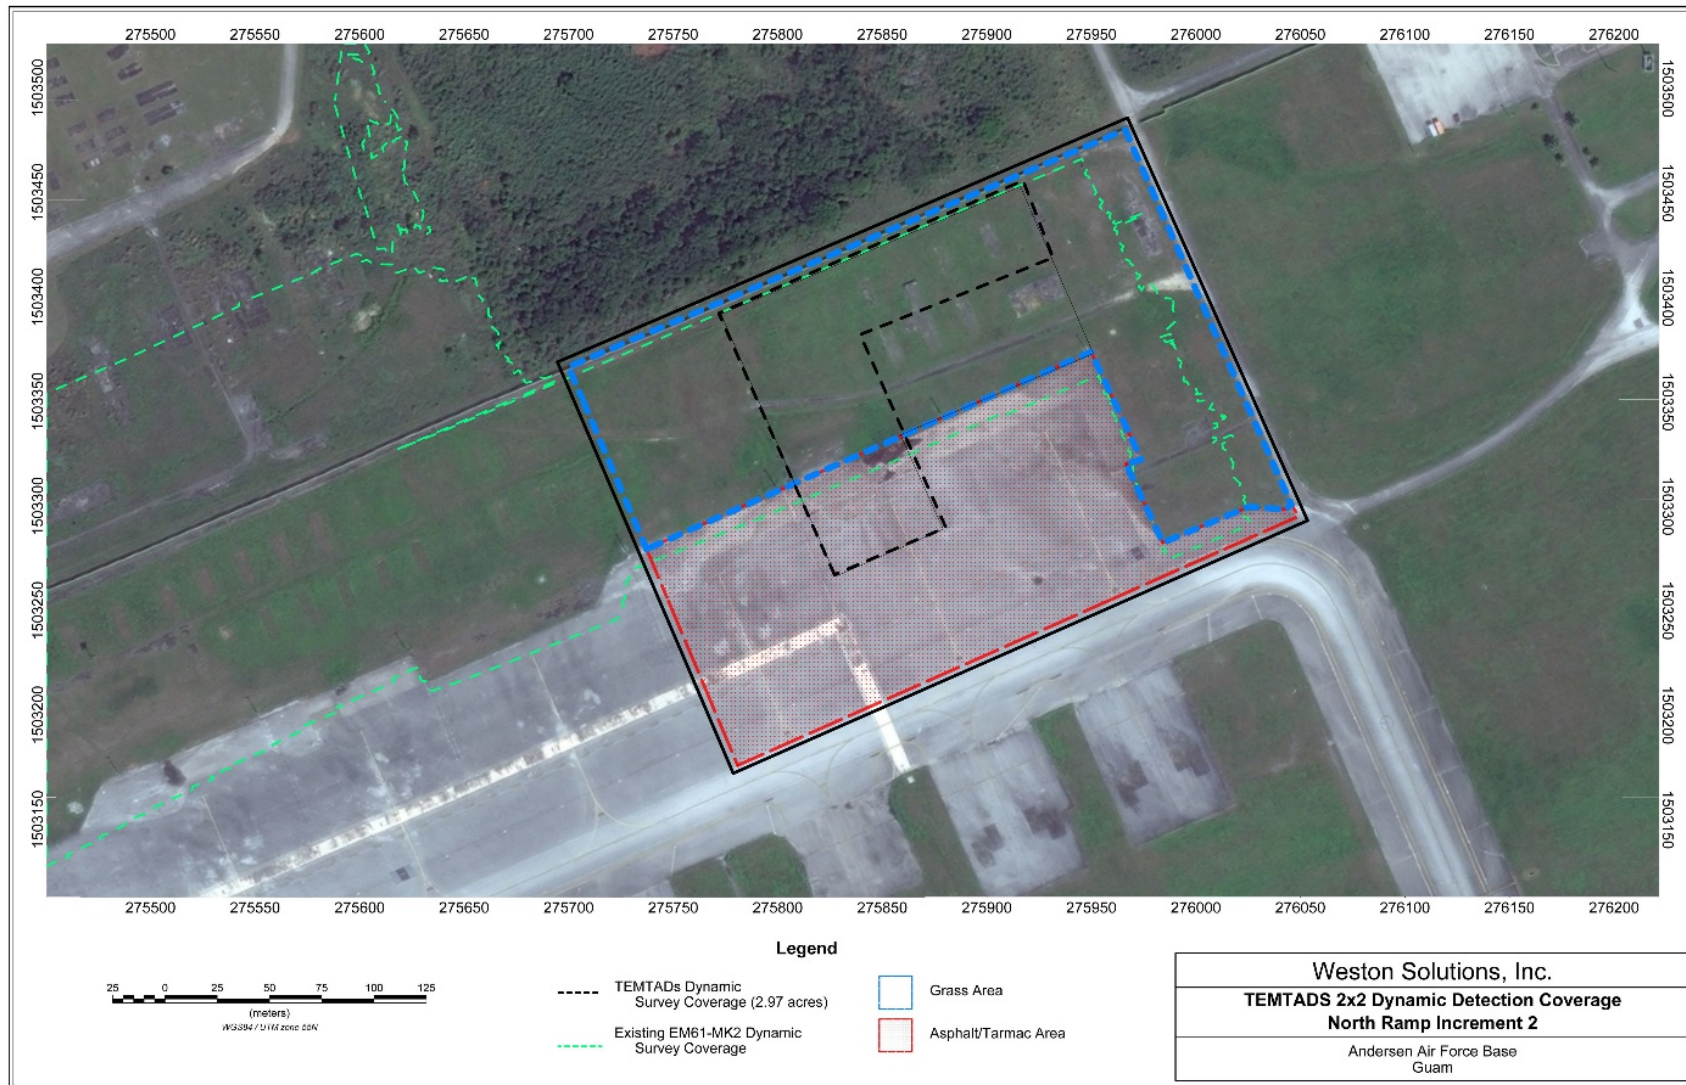 275500 275550 275600 275650 275700 275750 275800 275850 275900 275950 276000 276050 276100 276150 276200
1503500
1503450
1503400
1503350
1503300
1503250
1503200
1503150
1503500
1503450
1503400
1503350
1503300
1503250
1503200
1503150
275500 275550 275600 275650 275700 275750 275800 275850 275900 275950 276000 276050 276100 276150 276200
Legend
25 0 25 50 75 100 125
(meters)
WGS84 / UTM zone 55N
TEMTADs Dynamic
Survey Coverage (2.97 acres)
Existing EM61-MK2 Dynamic
Survey Coverage
Grass Area
Asphalt/Tarmac Area
Weston Solutions, Inc.
TEMTADS 2x2 Dynamic Detection Coverage
North Ramp Increment 2
Andersen Air Force Base
Guam